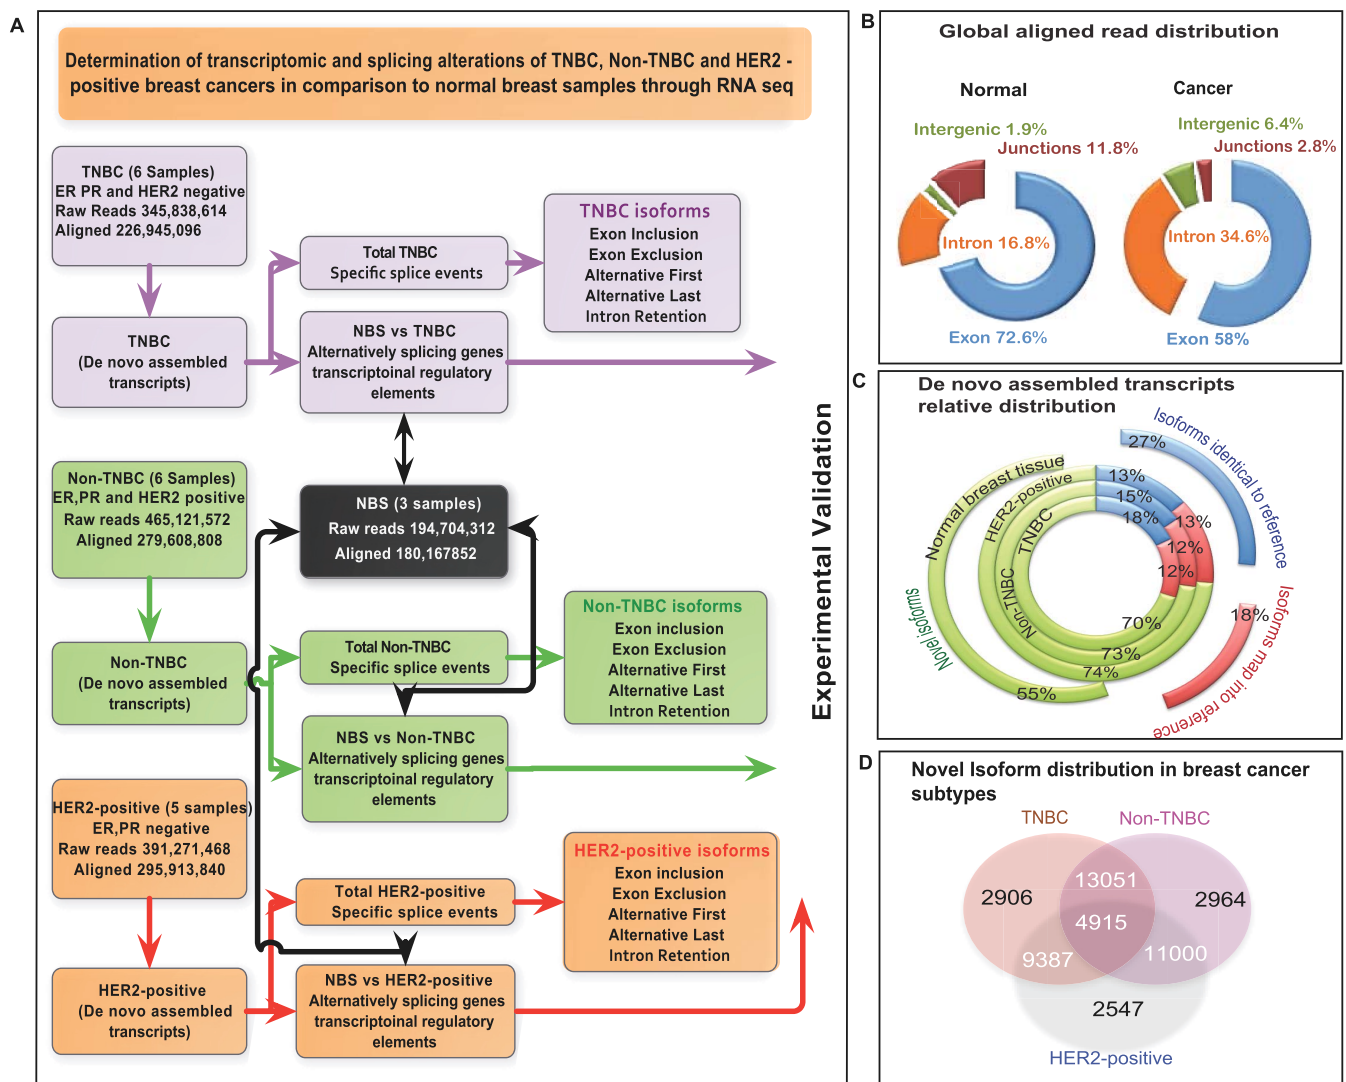 A
Determination of transcriptomic and splicing alterations of TNBC, Non-TNBC and HER2 -
positive breast cancers in comparison to normal breast samples through RNA seq
TNBC (6 Samples)
ER PR and HER2 negative
Raw Reads 345,838,614
Aligned 226,945,096
TNBC
(De novo assembled
transcripts)
Total TNBC
Specific splice events
NBS vs TNBC
Alternatively splicing genes
transcriptoinal regulatory
elements
TNBC isoforms
Exon Inclusion
Exon Exclusion
Alternative First
Alternative Last
Intron Retention
Non-TNBC (6 Samples)
ER,PR and HER2 positive
Raw reads 465,121,572
Aligned 279,608,808
NBS (3 samples)
Raw reads 194,704,312
Aligned 180,167852
Non-TNBC
(De novo assembled
transcripts)
Total Non-TNBC
Specific splice events
NBS vs Non-TNBC
Alternatively splicing genes
transcriptoinal regulatory
elements
Non-TNBC isoforms
Exon inclusion
Exon Exclusion
Alternative First
Alternative Last
Intron Retention
HER2-positive (5 samples)
ER,PR negative
Raw reads 391,271,468
Aligned 295,913,840
HER2-positive
(De novo assembled
transcripts)
Total HER2-positive
Specific splice events
NBS vs HER2-positive
Alternatively splicing genes
transcriptoinal regulatory
elements
HER2-positive isoforms
Exon inclusion
Exon Exclusion
Alternative First
Alternative Last
Intron Retention
Experimental Validation
B
Global aligned read distribution
Normal
Intergenic 1.9%
Junctions 11.8%
Intron 16.8%
Exon 72.6%
Cancer
Intergenic 6.4%
Junctions 2.8%
Intron 34.6%
Exon 58%
C
De novo assembled transcripts
relative distribution
Isoforms identical to reference
Isoforms map into reference
Novel isoforms
Normal breast tissue
HER2-positive
TNBC
Non-TNBC
27%
13%
15%
18%
13%
12%
12%
18%
70%
73%
74%
55%
D
Novel Isoform distribution in breast cancer
subtypes
TNBC
Non-TNBC
13051
2906
2964
4915
9387
11000
2547
HER2-positive